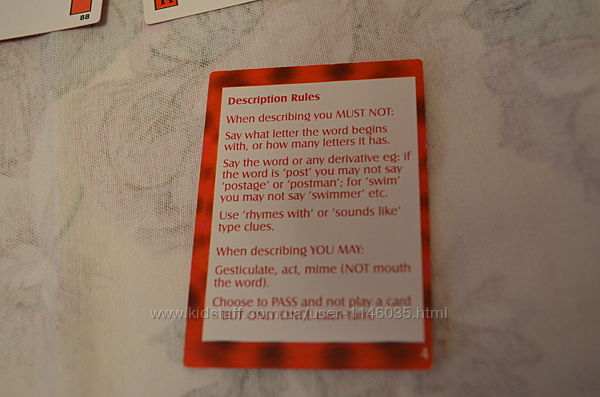 88
Description Rules
When describing you MUST NOT:
Say what letter the word begins
with, or how many letters it has.
Say the word or any derivative eg: if
the word is 'post' you may not say
'postage' or 'postman'; for 'swim'
you may not say 'swimmer' etc.
Use 'rhymes with' or 'sounds like'
type clues.
When describing YOU MAY:
Gesticulate, act, mime (NOT mouth
the word).
Choose to PASS and not play a card
www.kidstaff.com.ua/user-1146035.html